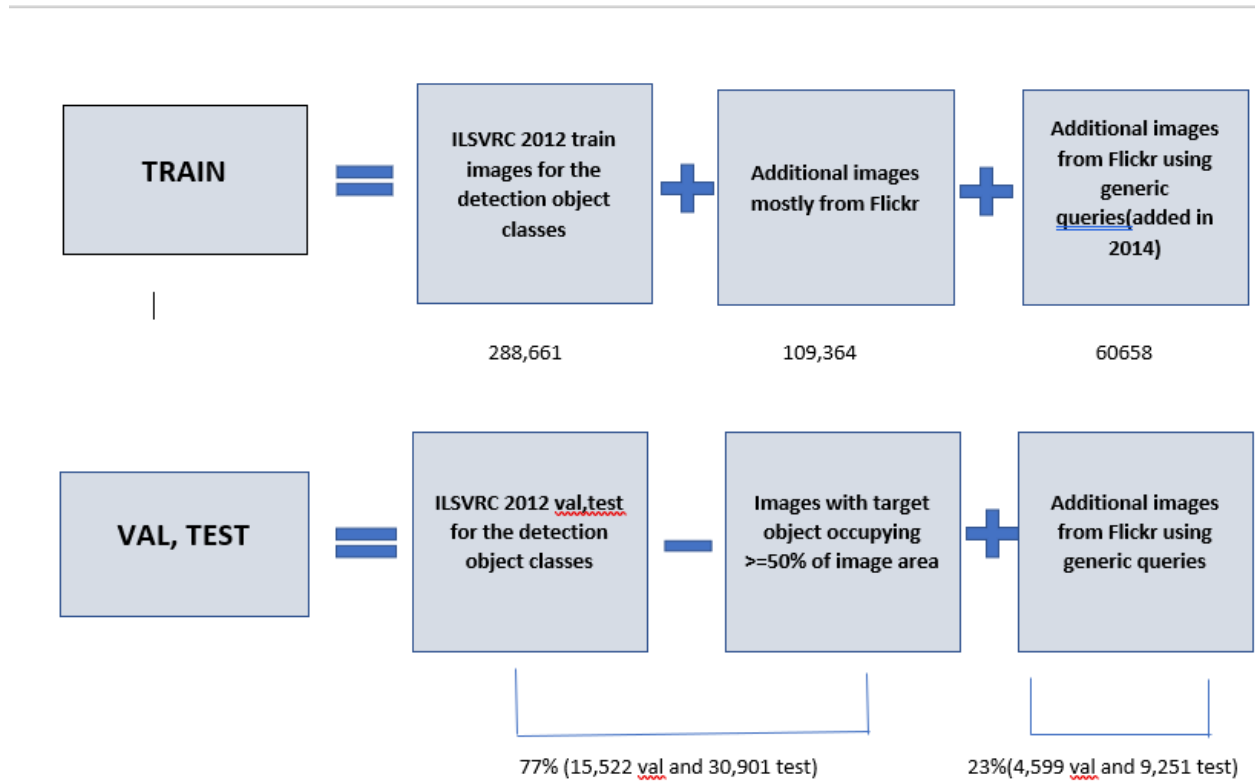 TRAIN
ILSVRC 2012 train
images for the
detection object
classes
Additional images
mostly from Flickr
Additional images
from Flickr using
generic
queries(added in
2014)
288,661
109,364
60658
VAL, TEST
ILSVRC 2012 val,test
for the detection
object classes
Images with target
object occupying
>=50% of image area
Additional images
from Flickr using
generic queries
77% (15,522 val and 30,901 test)
23%(4,599 val and 9,251 test)